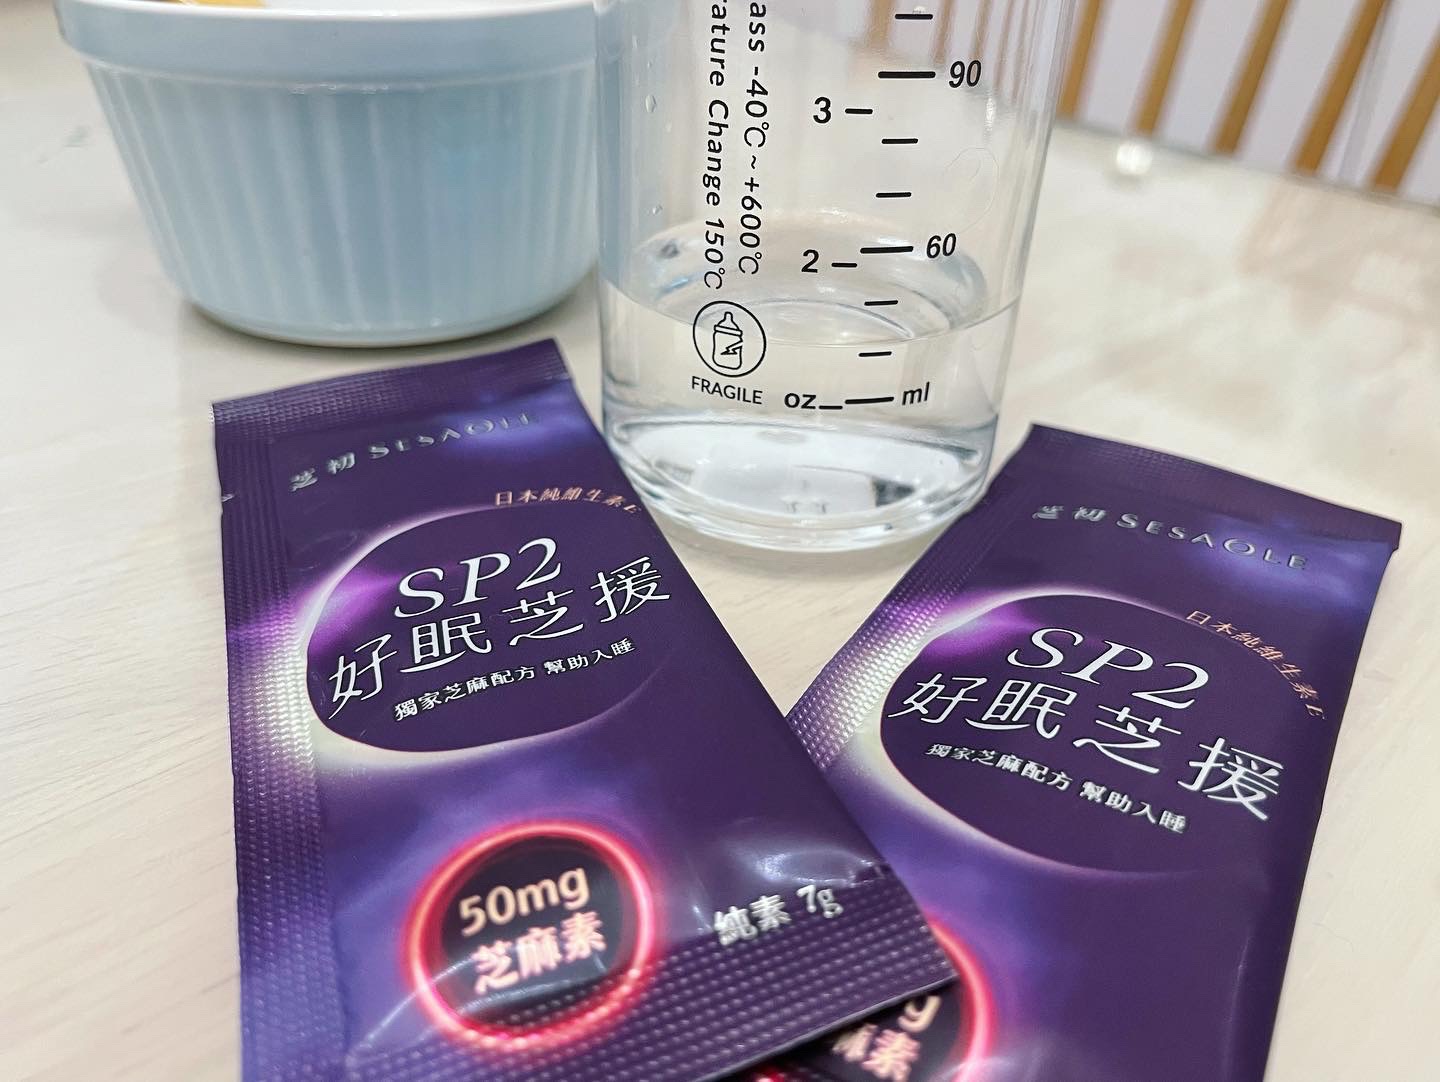 ass -40℃~+600℃
ature Change 150℃
90
3
60
2
FRAGILE
oz
ml
芝初 SESAOLE
日本純維生素E
SP2
好眠芝援
獨家芝麻配方 幫助入睡
50mg
芝麻素
純素 7g
芝初 SESAOLE
日本純維生素E
SP2
好眠芝援
獨家芝麻配方 幫助入睡
g
麻素